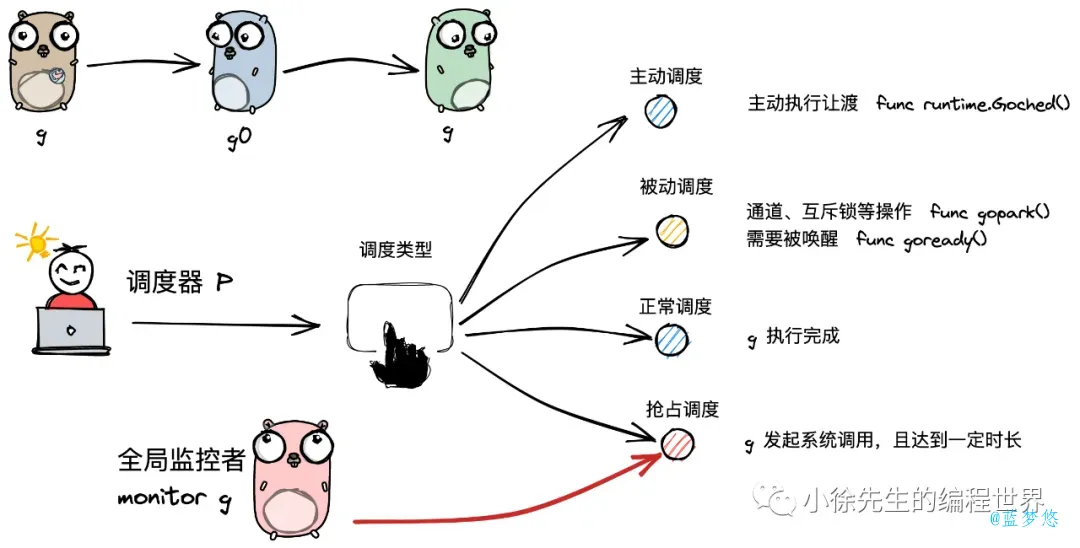 g
g0
g
主动调度
主动执行让渡 func runtime.Goched()
被动调度
通道、互斥锁等操作 func gopark()
需要被唤醒 func goready()
调度类型
调度器 P
正常调度
g 执行完成
抢占调度
g 发起系统调用，且达到一定时长
全局监控者
monitor g
小徐先生的编程世界
@蓝梦悠